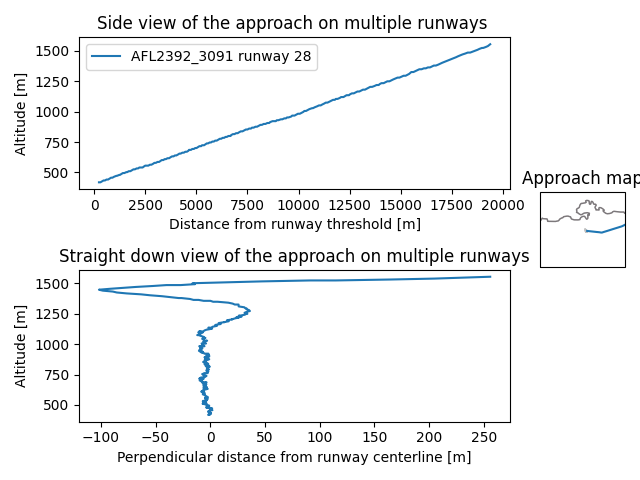 Side view of the approach on multiple runways
1500
1250
1000
750
500
Altitude [m]
AFL2392_3091 runway 28
0 2500 5000 7500 10000 12500 15000 17500 20000
Distance from runway threshold [m]
Approach map
Straight down view of the approach on multiple runways
1500
1250
1000
750
500
Altitude [m]
−100 −50 0 50 100 150 200 250
Perpendicular distance from runway centerline [m]